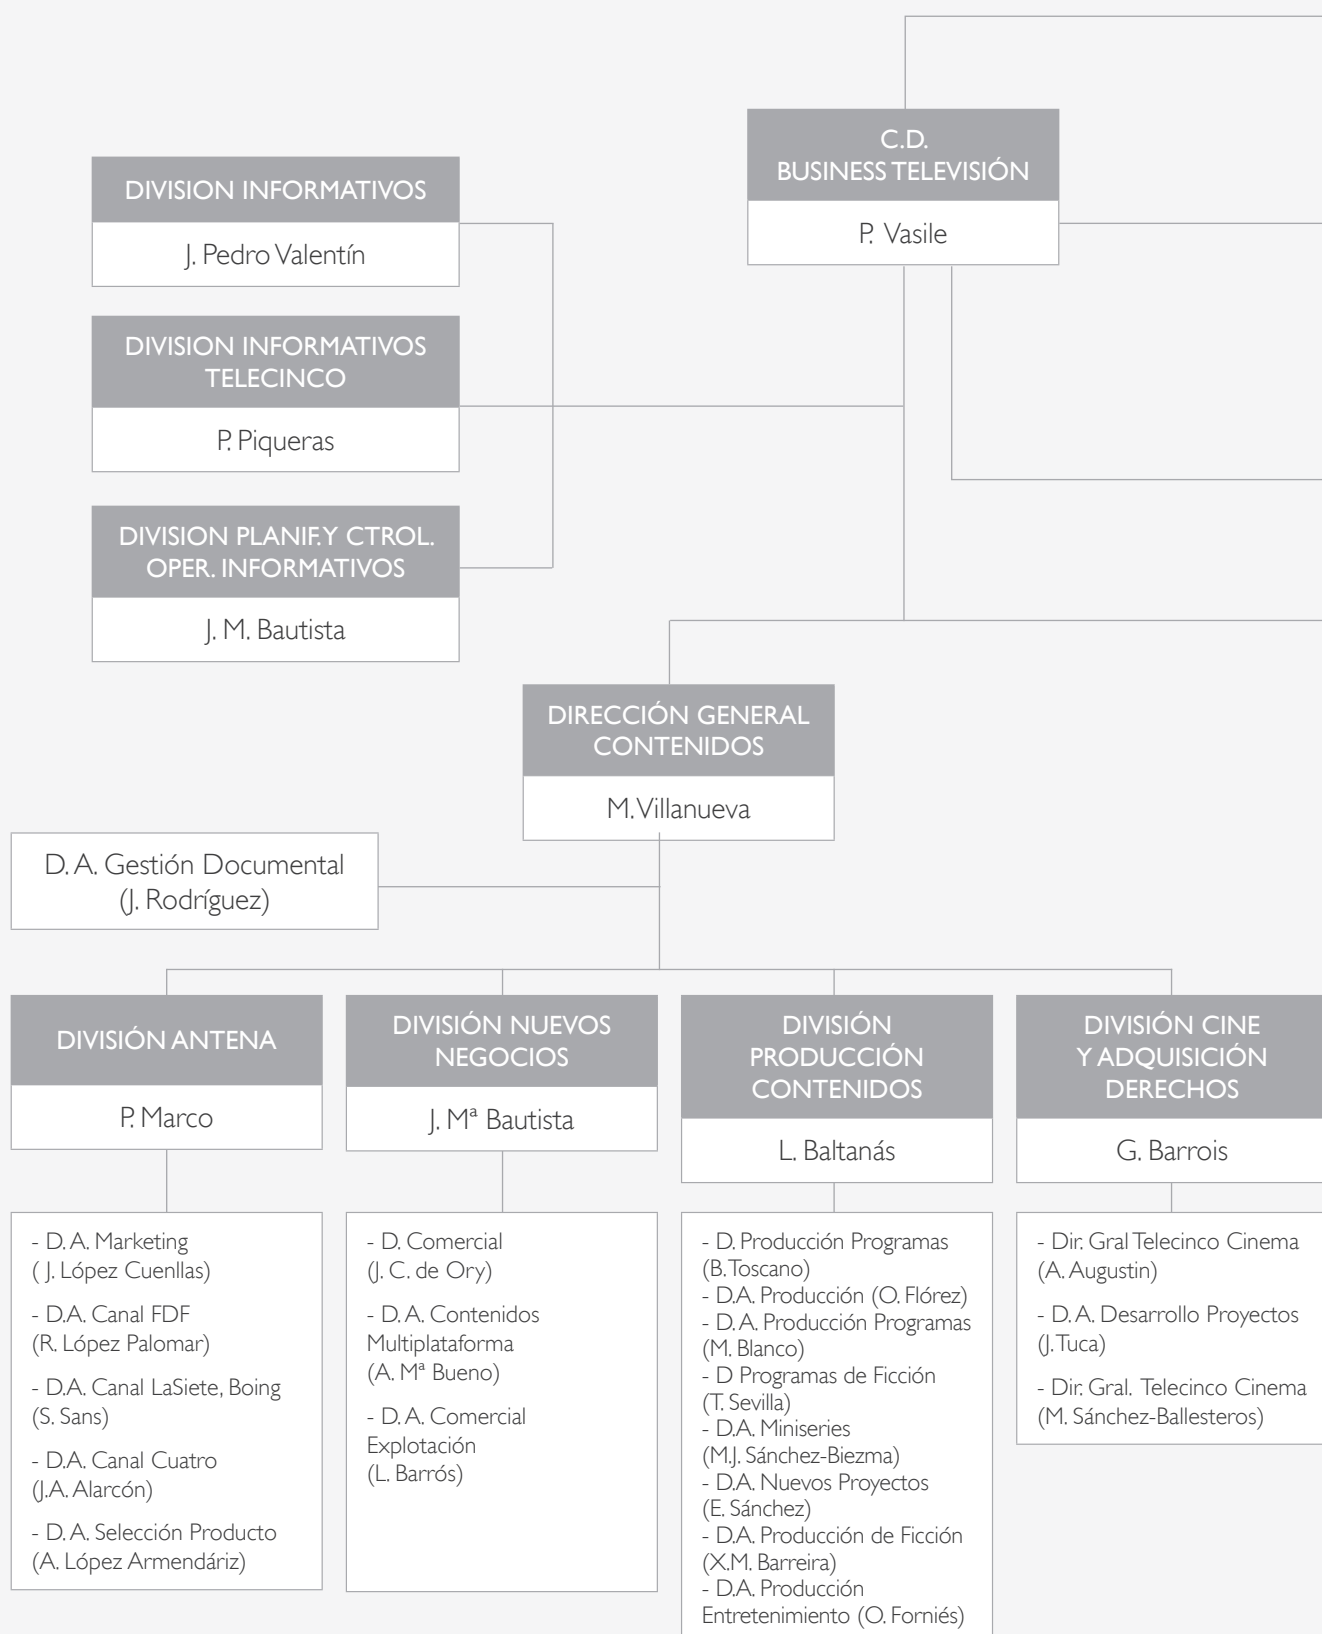 C.D.
BUSINESS TELEVISIÓN
P. Vasile
DIVISION INFORMATIVOS
J. Pedro Valentín
DIVISION INFORMATIVOS
TELECINCO
P. Piqueras
DIVISION PLANIF. Y CTROL.
OPER. INFORMATIVOS
J. M. Bautista
DIRECCIÓN GENERAL
CONTENIDOS
M. Villanueva
D. A. Gestión Documental
(J. Rodríguez)
DIVISIÓN ANTENA
P. Marco
- D. A. Marketing
( J. López Cuenllas)
- D.A. Canal FDF
(R. López Palomar)
- D.A. Canal LaSiete, Boing
(S. Sans)
- D.A. Canal Cuatro
(J.A. Alarcón)
- D. A. Selección Producto
(A. López Armendáriz)
DIVISIÓN NUEVOS
NEGOCIOS
J. Mª Bautista
- D. Comercial
(J. C. de Ory)
- D. A. Contenidos
Multiplataforma
(A. Mª Bueno)
- D. A. Comercial
Explotación
(L. Barrós)
DIVISIÓN
PRODUCCIÓN
CONTENIDOS
L. Baltanás
- D. Producción Programas
(B. Toscano)
- D.A. Producción (O. Flórez)
- D. A. Producción Programas
(M. Blanco)
- D Programas de Ficción
(T. Sevilla)
- D.A. Miniseries
(M.J. Sánchez-Biezma)
- D.A. Nuevos Proyectos
(E. Sánchez)
- D.A. Producción de Ficción
(X.M. Barreira)
- D.A. Producción
Entretenimiento (O. Forniés)
DIVISIÓN CINE
Y ADQUISICIÓN
DERECHOS
G. Barrois
- Dir. Gral Telecinco Cinema
(A. Augustin)
- D. A. Desarrollo Proyectos
(J. Tuca)
- Dir. Gral. Telecinco Cinema
(M. Sánchez-Ballesteros)